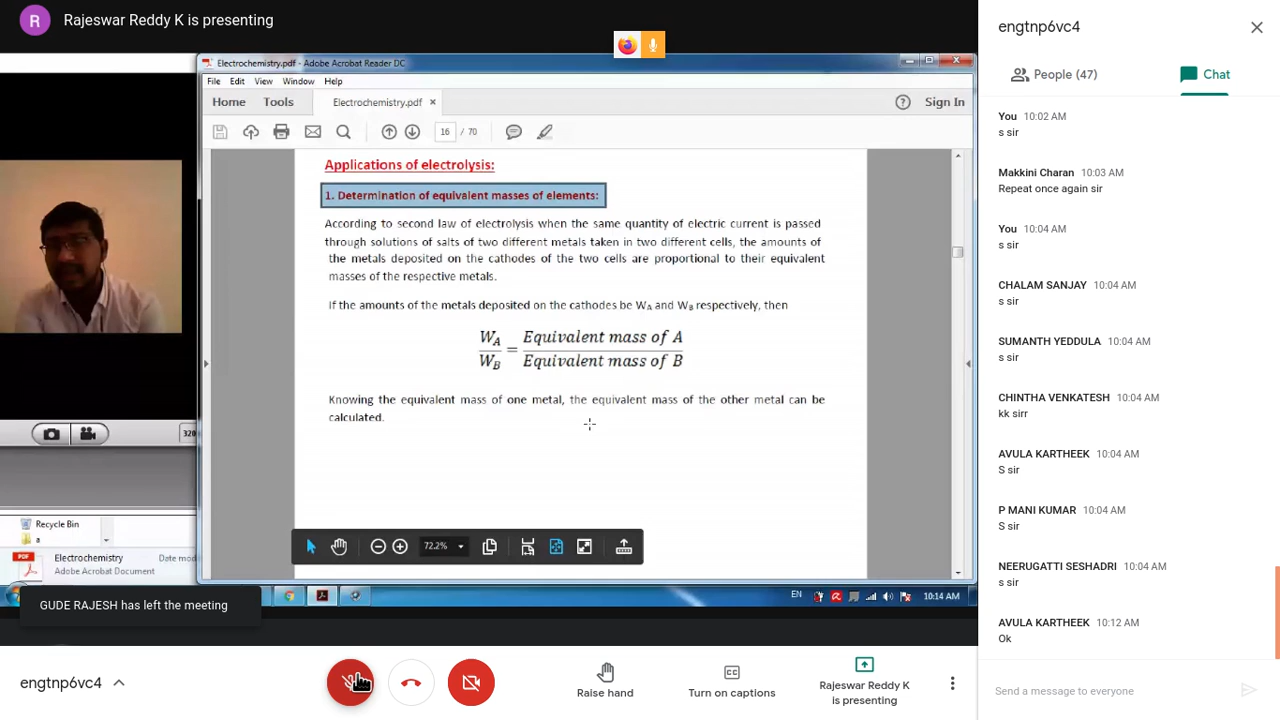 R Rajeswar Reddy K is presenting
engtnp6vc4
People (47)
Chat
Electrochemistry.pdf - Adobe Acrobat Reader DC
File Edit View Window Help
Home Tools Electrochemistry.pdf × Sign In
16 / 70
Applications of electrolysis:
1. Determination of equivalent masses of elements:
According to second law of electrolysis when the same quantity of electric current is passed
through solutions of salts of two different metals taken in two different cells, the amounts of
the metals deposited on the cathodes of the two cells are proportional to their equivalent
masses of the respective metals.
If the amounts of the metals deposited on the cathodes be WA and WB respectively, then
WA / WB = Equivalent mass of A / Equivalent mass of B
Knowing the equivalent mass of one metal, the equivalent mass of the other metal can be
calculated.
72.2%
320
Recycle Bin
a
Electrochemistry Date modi
Adobe Acrobat Document
PDF
GUDE RAJESH has left the meeting
EN 10:14 AM
engtnp6vc4
Raise hand
Turn on captions
Rajeswar Reddy K
is presenting
You 10:02 AM
s sir
Makkini Charan 10:03 AM
Repeat once again sir
You 10:04 AM
s sir
CHALAM SANJAY 10:04 AM
s sir
SUMANTH YEDDULA 10:04 AM
s sir
CHINTHA VENKATESH 10:04 AM
kk sirr
AVULA KARTHEEK 10:04 AM
S sir
P MANI KUMAR 10:04 AM
S sir
NEERUGATTI SESHADRI 10:04 AM
s sir
AVULA KARTHEEK 10:12 AM
Ok
Send a message to everyone